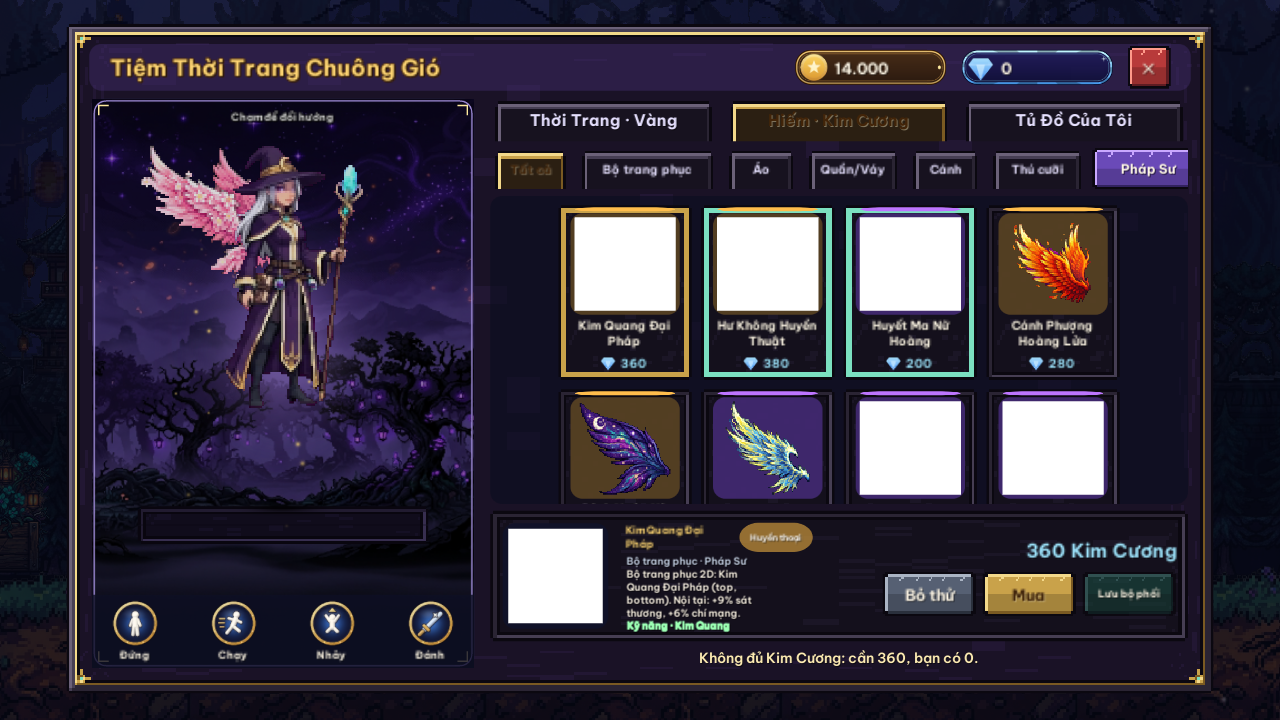 Tiệm Thời Trang Chuông Gió
14.000
0
×
Chạm để đổi hướng
Thời Trang · Vàng
Hiếm · Kim Cương
Tủ Đồ Của Tôi
Tất cả
Bộ trang phục
Áo
Quần/Váy
Cánh
Thú cưỡi
Pháp Sư
Kim Quang Đại
Pháp
360
Hư Không Huyền
Thuật
380
Huyết Ma Nữ
Hoàng
200
Cánh Phượng
Hoàng Lửa
280
Kim Quang Đại
Pháp
Huyền thoại
Bộ trang phục · Pháp Sư
Bộ trang phục 2D: Kim
Quang Đại Pháp (top,
bottom). Nội tại: +9% sát
thương, +6% chí mạng.
Kỹ năng · Kim Quang
360 Kim Cương
Bỏ thử
Mua
Lưu bộ phối
Đứng
Chạy
Nhảy
Đánh
Không đủ Kim Cương: cần 360, bạn có 0.